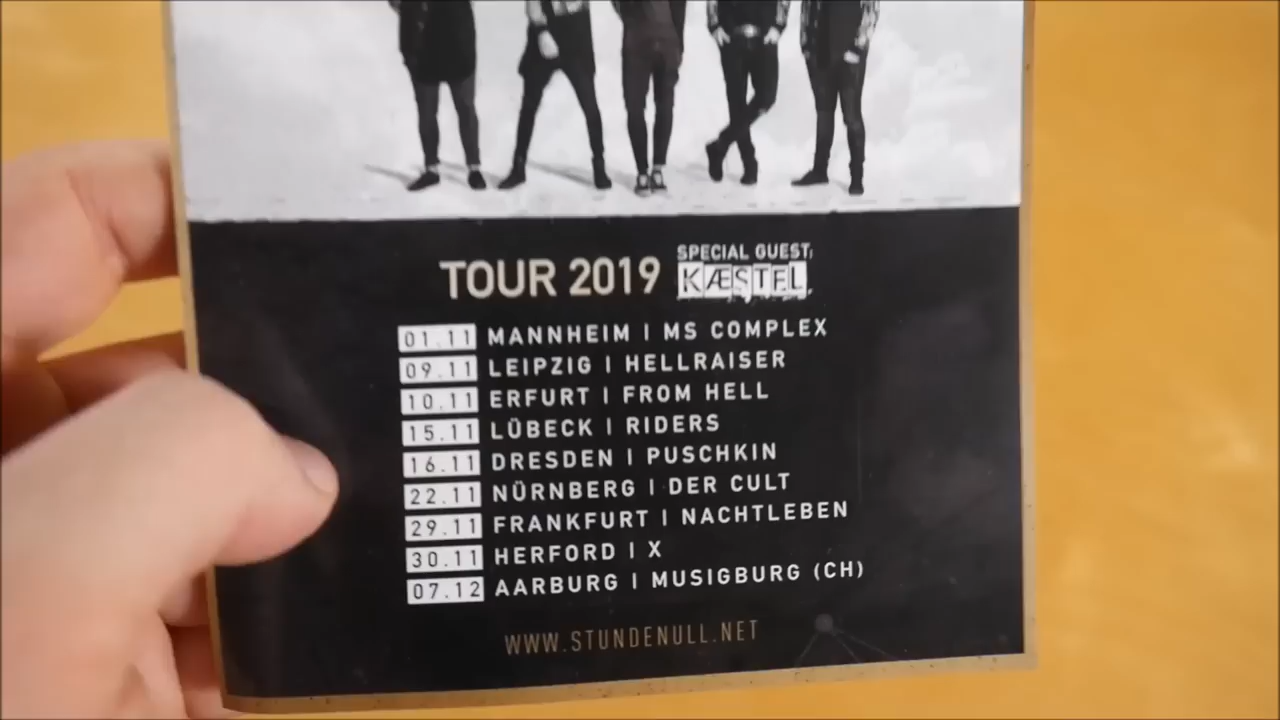 TOUR 2019
SPECIAL GUEST:
KÆSTEL
01.11 MANNHEIM | MS COMPLEX
09.11 LEIPZIG | HELLRAISER
10.11 ERFURT | FROM HELL
15.11 LÜBECK | RIDERS
16.11 DRESDEN | PUSCHKIN
22.11 NÜRNBERG | DER CULT
29.11 FRANKFURT | NACHTLEBEN
30.11 HERFORD | X
07.12 AARBURG | MUSIGBURG (CH)
WWW.STUNDENULL.NET